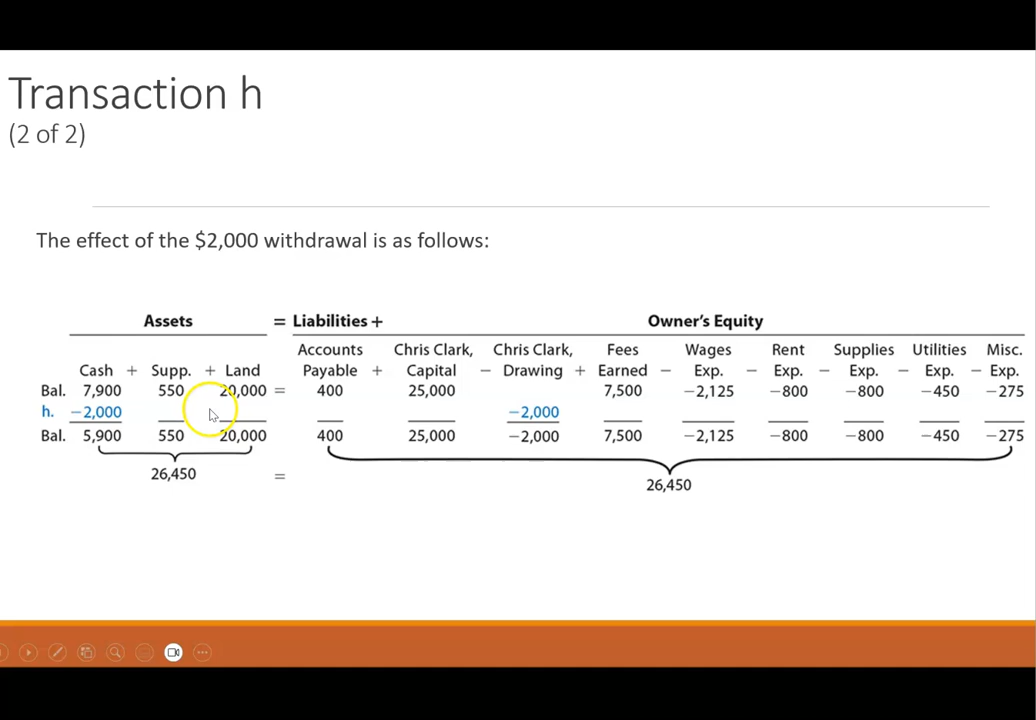 Transaction h
(2 of 2)
The effect of the $2,000 withdrawal is as follows:
Assets = Liabilities + Owner's Equity
Accounts Chris Clark, Chris Clark, Fees Wages Rent Supplies Utilities Misc.
Cash + Supp. + Land Payable + Capital − Drawing + Earned − Exp. − Exp. − Exp. − Exp. − Exp.
Bal. 7,900 550 20,000 = 400 25,000 7,500 −2,125 −800 −800 −450 −275
h. −2,000 −2,000
Bal. 5,900 550 20,000 400 25,000 −2,000 7,500 −2,125 −800 −800 −450 −275
26,450 = 26,450